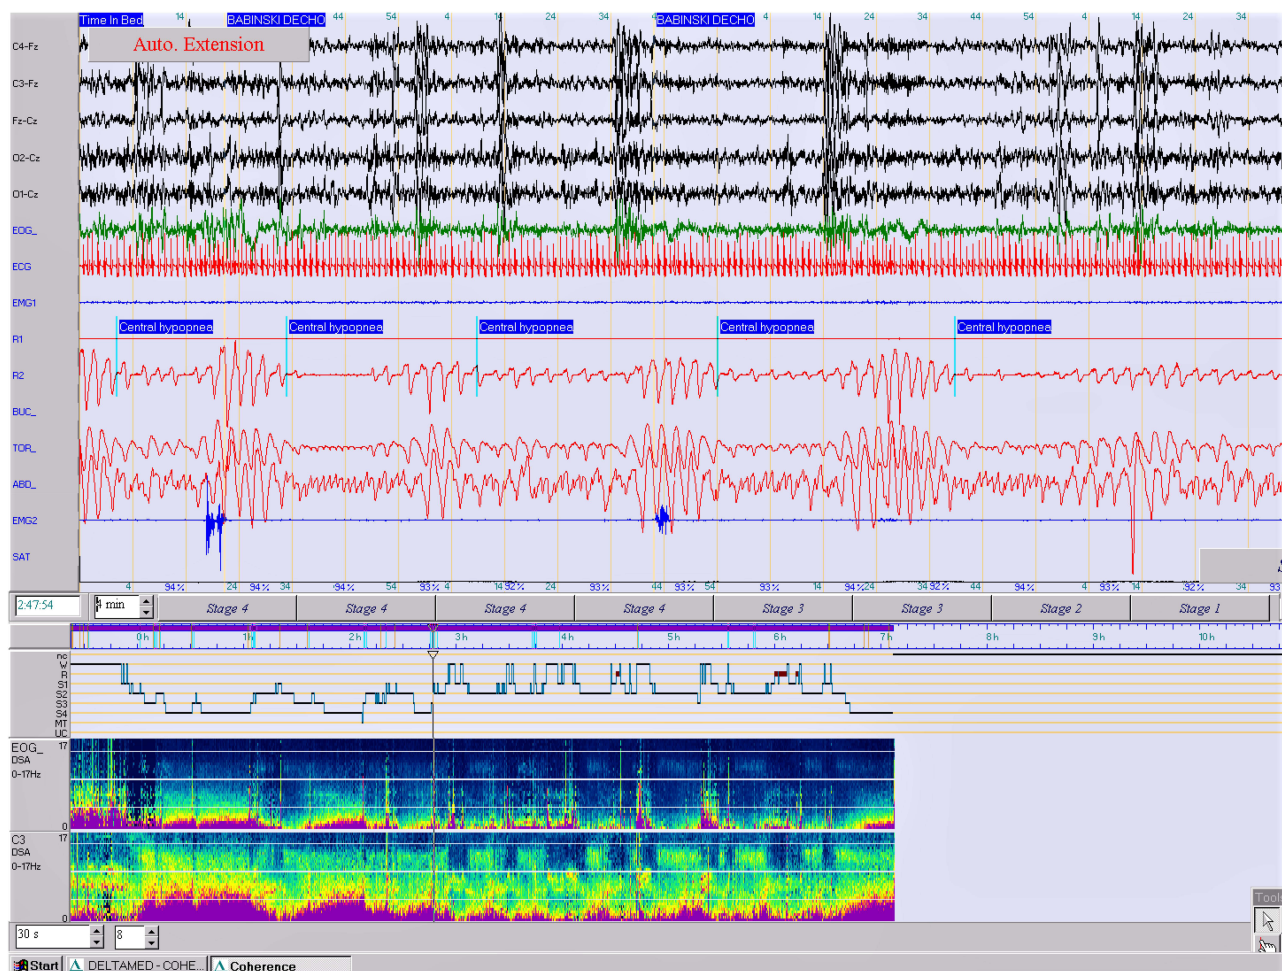 Time In Bed 14 BABINSKI DECHO 44 54 4 14 24 34 BABINSKI DECHO 4 14 24 34 44 54 4 14 24 34
Auto. Extension
C4-Fz
C3-Fz
Fz-Cz
O2-Cz
O1-Cz
EOG_
ECG
EMG1
Central hypopnea Central hypopnea Central hypopnea Central hypopnea Central hypopnea
R1
R2
BUC_
TOR_
ABD_
EMG2
SAT
4 94% 24 94% 34 94% 54 93% 4 14 92% 24 93% 44 93% 54 93% 4 14 93% 24 92% 34 93% 54 4 93% 14 92% 34 93
2:47:54 4 min Stage 4 Stage 4 Stage 4 Stage 4 Stage 3 Stage 3 Stage 2 Stage 1
0h 1h 2h 3h 4h 5h 6h 7h 8h 9h 10h
nc
W
R
S1
S2
S3
S4
MT
UC
EOG_ 17
DSA
0-17Hz
0
C3 17
DSA
0-17Hz
0
Tools
30 s 8
Start DELTAMED - COHE... Coherence